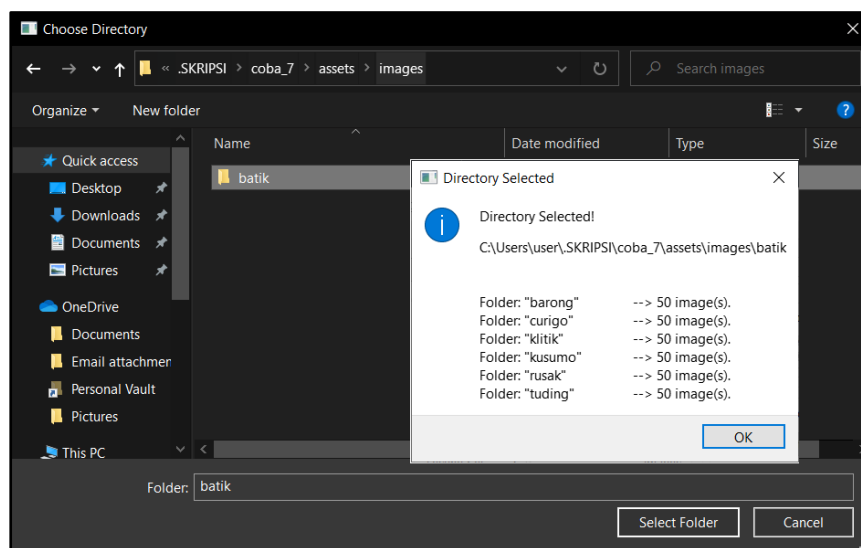 Choose Directory
« .SKRIPSI > coba_7 > assets > images
Search images
Organize
New folder
Name
Date modified
Type
Size
Quick access
Desktop
Downloads
Documents
Pictures
OneDrive
Documents
Email attachmen
Personal Vault
Pictures
This PC
batik
Directory Selected
Directory Selected!
C:\Users\user\.SKRIPSI\coba_7\assets\images\batik
Folder: "barong" --> 50 image(s).
Folder: "curigo" --> 50 image(s).
Folder: "klitik" --> 50 image(s).
Folder: "kusumo" --> 50 image(s).
Folder: "rusak" --> 50 image(s).
Folder: "tuding" --> 50 image(s).
OK
Folder: batik
Select Folder
Cancel